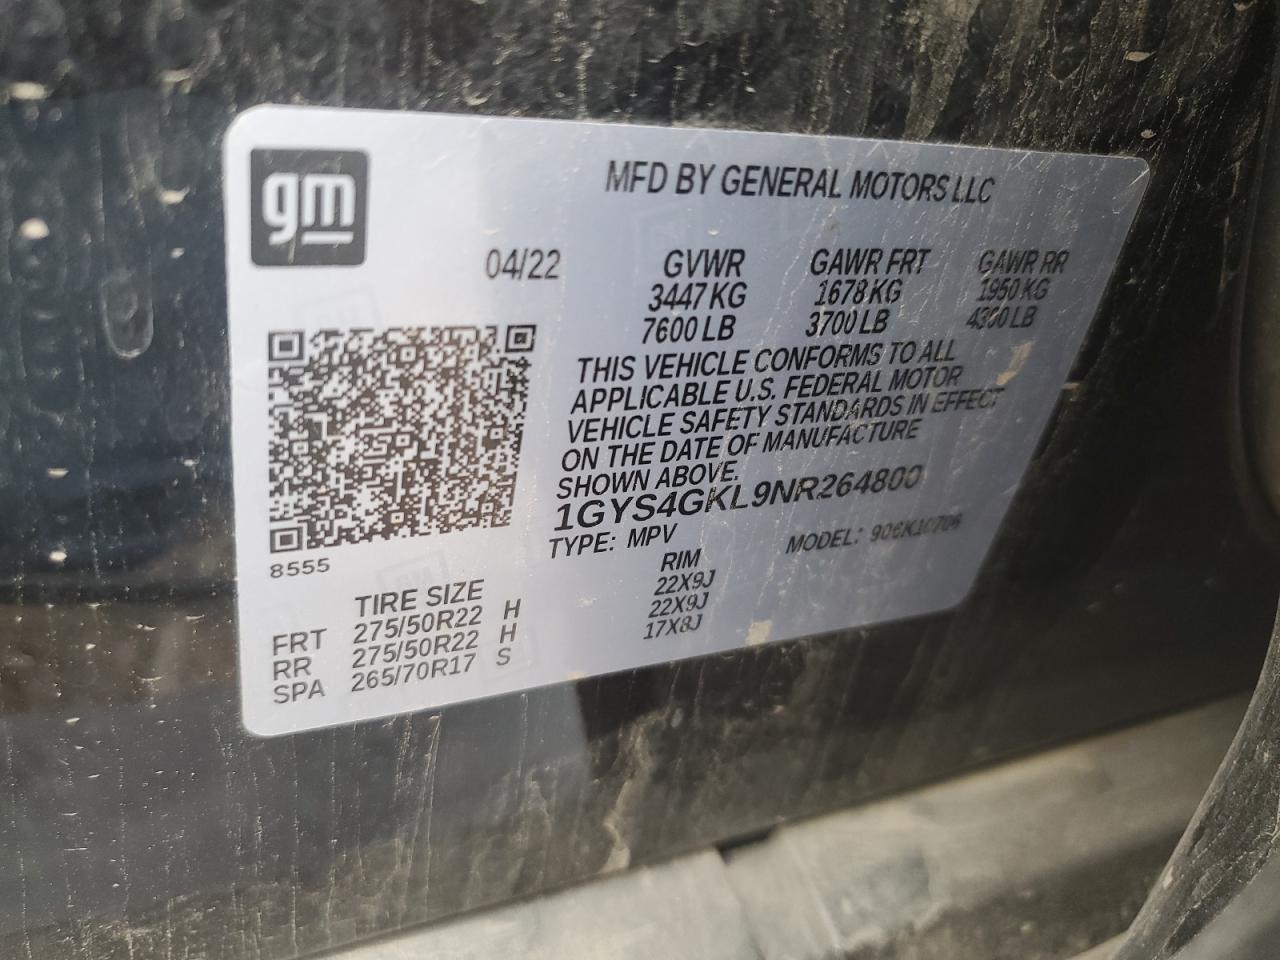 gm
MFD BY GENERAL MOTORS LLC
04/22 GVWR GAWR FRT GAWR RR
3447 KG 1678 KG 1950 KG
7600 LB 3700 LB 4300 LB
THIS VEHICLE CONFORMS TO ALL
APPLICABLE U.S. FEDERAL MOTOR
VEHICLE SAFETY STANDARDS IN EFFECT
ON THE DATE OF MANUFACTURE
SHOWN ABOVE.
1GYS4GKL9NR264800
TYPE: MPV MODEL: 906K10706
8555
TIRE SIZE RIM
FRT 275/50R22 H 22X9J
RR 275/50R22 H 22X9J
SPA 265/70R17 S 17X8J